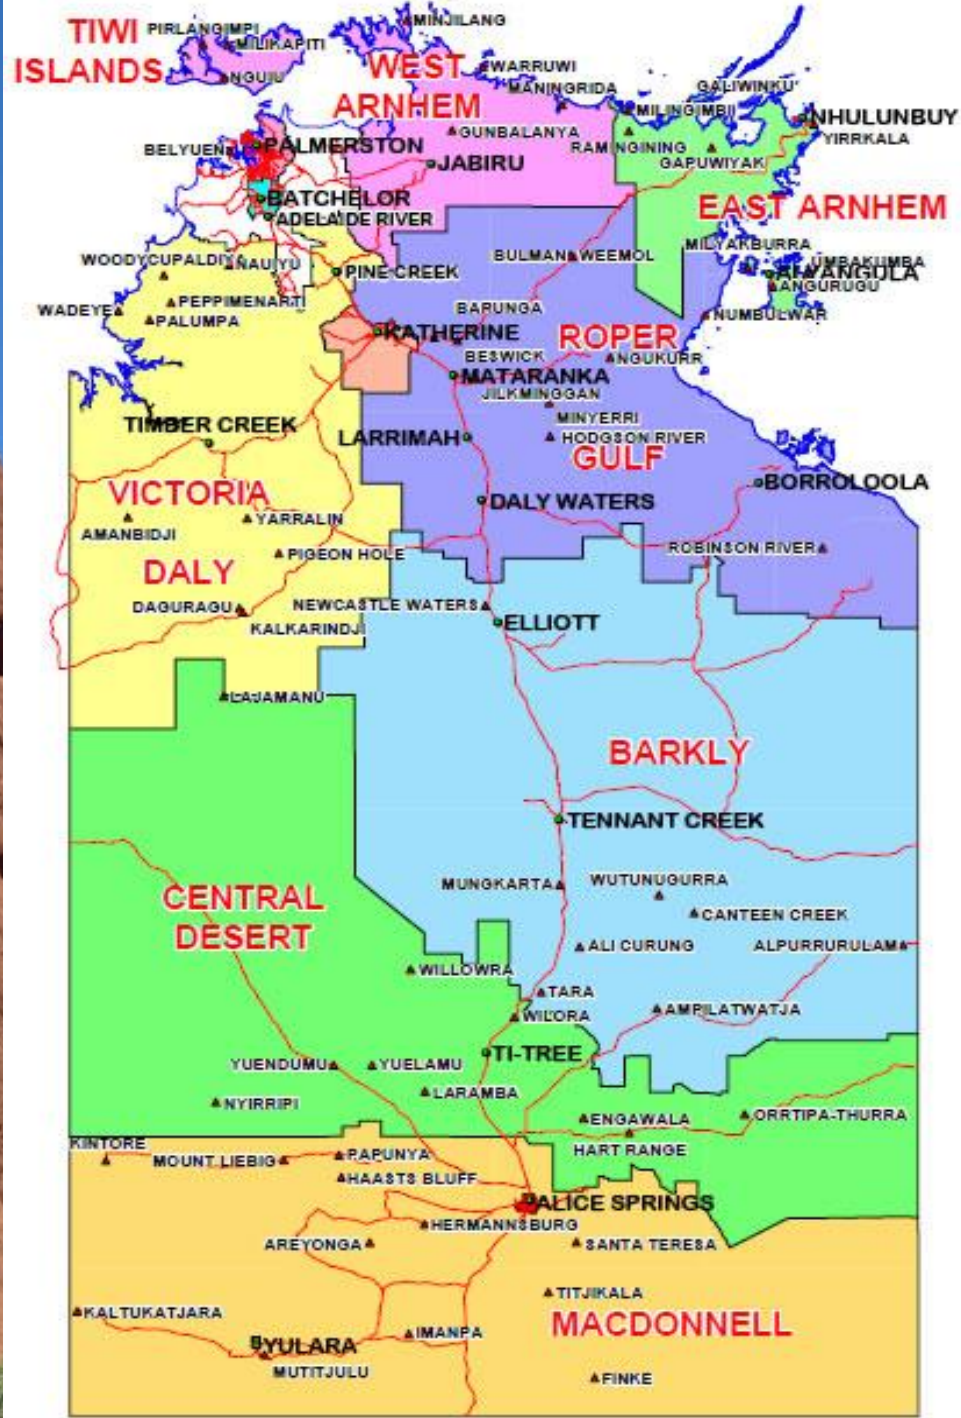 TIWI
ISLANDS
PIRLANGIMPI
MILIKAPITI
NGUIU
MINJILANG
WEST
ARNHEM
WARRUWI
MANINGRIDA
GALIWINKU
MILINGIMBI
NHULUNBUY
YIRRKALA
GUNBALANYA
RAMINGINING
GAPUWIYAK
BELYUEN
PALMERSTON
JABIRU
BATCHELOR
ADELAIDE RIVER
EAST ARNHEM
MILYAKBURRA
UMBAKUMBA
ALYANGULA
ANGURUGU
NUMBULWAR
BULMAN WEEMOL
WOODYCUPALDIYA
NAUIYU
PINE CREEK
PEPPIMENARTI
WADEYE
PALUMPA
BARUNGA
KATHERINE
ROPER
BESWICK
NGUKURR
MATARANKA
JILKMINGGAN
MINYERRI
TIMBER CREEK
LARRIMAH
HODGSON RIVER
GULF
BORROLOOLA
VICTORIA
DALY WATERS
YARRALIN
AMANBIDJI
PIGEON HOLE
ROBINSON RIVER
DALY
DAGURAGU
NEWCASTLE WATERS
KALKARINDJI
ELLIOTT
LAJAMANU
BARKLY
TENNANT CREEK
CENTRAL
DESERT
MUNGKARTA
WUTUNUGURRA
CANTEEN CREEK
ALI CURUNG
ALPURRURULAM
WILLOWRA
TARA
WILORA
AMPILATWATJA
TI-TREE
YUENDUMU
YUELAMU
LARAMBA
NYIRRIPI
ENGAWALA
ORRTIPA-THURRA
HART RANGE
KINTORE
MOUNT LIEBIG
PAPUNYA
HAASTS BLUFF
ALICE SPRINGS
HERMANNSBURG
AREYONGA
SANTA TERESA
TITJIKALA
KALTUKATJARA
MACDONNELL
IMANPA
YULARA
MUTITJULU
FINKE